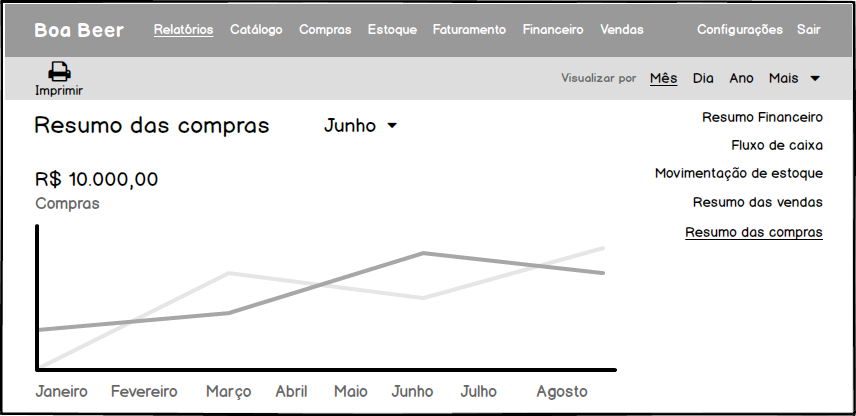 Boa Beer Relatórios Catálogo Compras Estoque Faturamento Financeiro Vendas Configurações Sair
Imprimir
Visualizar por Mês Dia Ano Mais
Resumo das compras Junho
R$ 10.000,00
Compras
Resumo Financeiro
Fluxo de caixa
Movimentação de estoque
Resumo das vendas
Resumo das compras
Janeiro Fevereiro Março Abril Maio Junho Julho Agosto